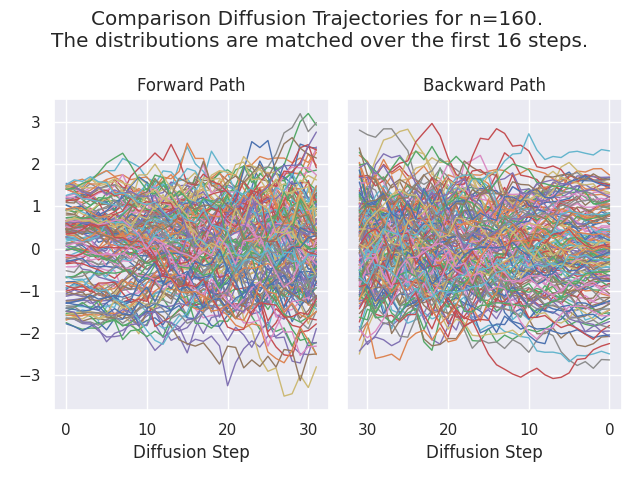 Comparison Diffusion Trajectories for n=160.
The distributions are matched over the first 16 steps.
Forward Path
Backward Path
3
2
1
0
−1
−2
−3
0
10
20
30
30
20
10
0
Diffusion Step
Diffusion Step